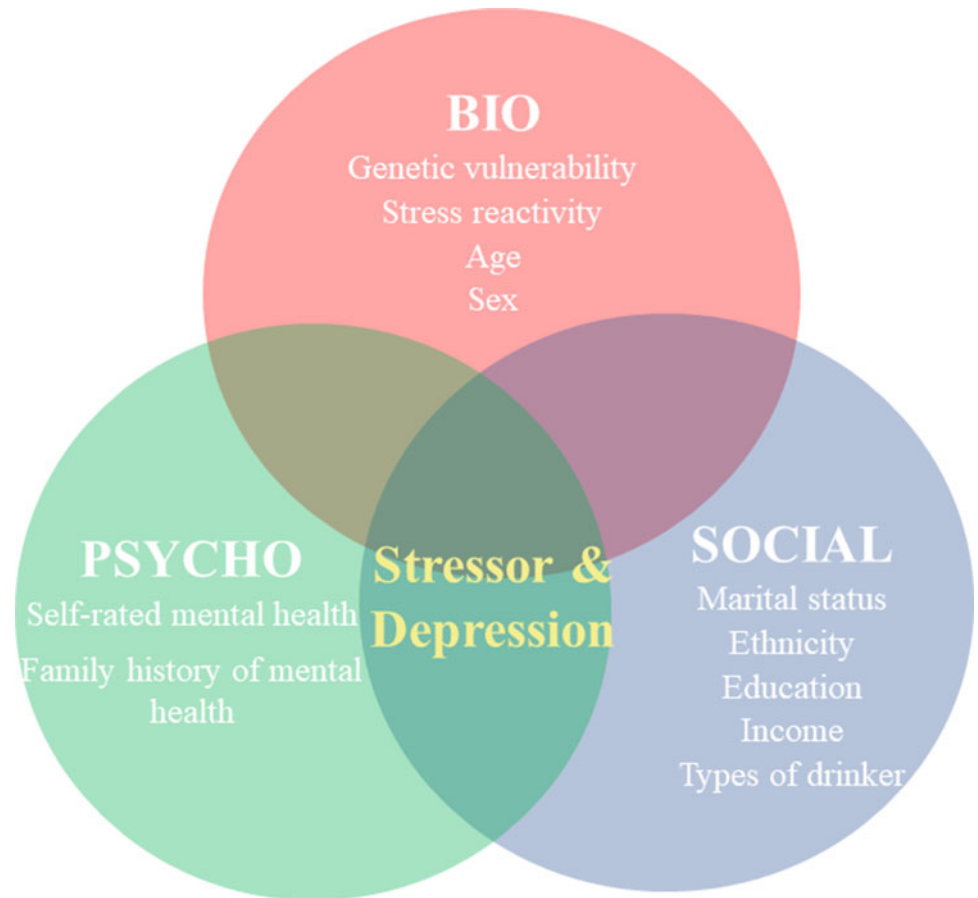 BIO
Genetic vulnerability
Stress reactivity
Age
Sex
PSYCHO
Self-rated mental health
Family history of mental
health
Stressor &
Depression
SOCIAL
Marital status
Ethnicity
Education
Income
Types of drinker